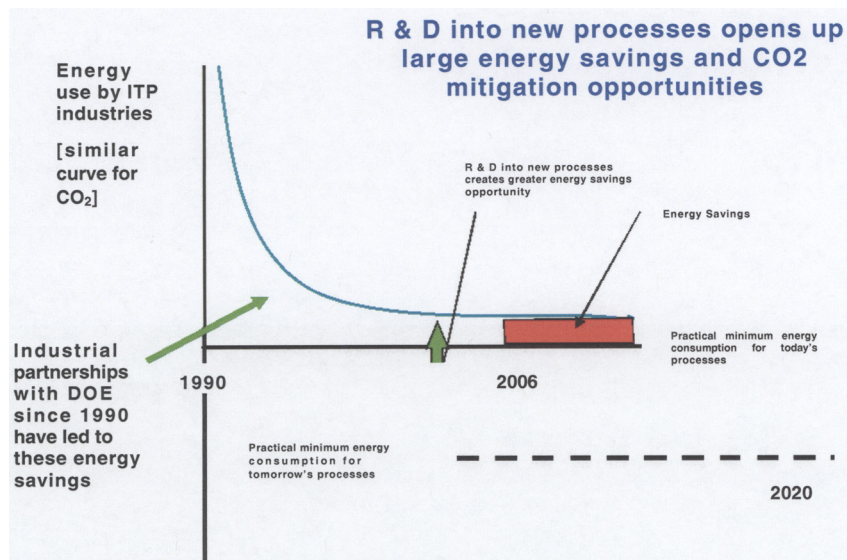 R & D into new processes opens up
large energy savings and CO2
mitigation opportunities
Energy
use by ITP
industries
[similar
curve for
CO₂]
R & D into new processes
creates greater energy savings
opportunity
Energy Savings
Practical minimum energy
consumption for today's
processes
Industrial
partnerships
with DOE
since 1990
have led to
these energy
savings
1990
2006
Practical minimum energy
consumption for
tomorrow's processes
2020